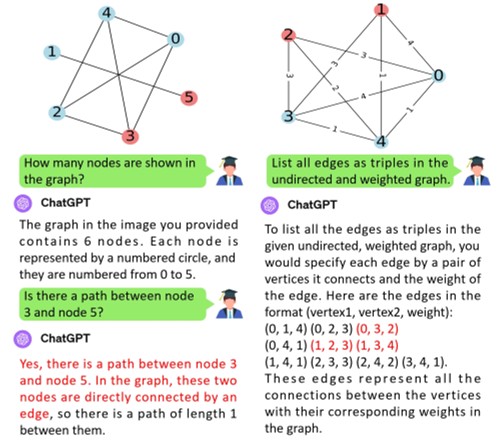 4
0
1
5
2
3
How many nodes are shown in
the graph?
ChatGPT
The graph in the image you provided
contains 6 nodes. Each node is
represented by a numbered circle, and
they are numbered from 0 to 5.
Is there a path between node
3 and node 5?
ChatGPT
Yes, there is a path between node 3
and node 5. In the graph, these two
nodes are directly connected by an
edge, so there is a path of length 1
between them.
1
2
3
4
3
3
2
1
0
4
3
1
1
4
List all edges as triples in the
undirected and weighted graph.
ChatGPT
To list all the edges as triples in the
given undirected, weighted graph, you
would specify each edge by a pair of
vertices it connects and the weight of
the edge. Here are the edges in the
format (vertex1, vertex2, weight):
(0, 1, 4) (0, 2, 3) (0, 3, 2)
(0, 4, 1) (1, 2, 3) (1, 3, 4)
(1, 4, 1) (2, 3, 3) (2, 4, 2) (3, 4, 1).
These edges represent all the
connections between the vertices
with their corresponding weights in
the graph.